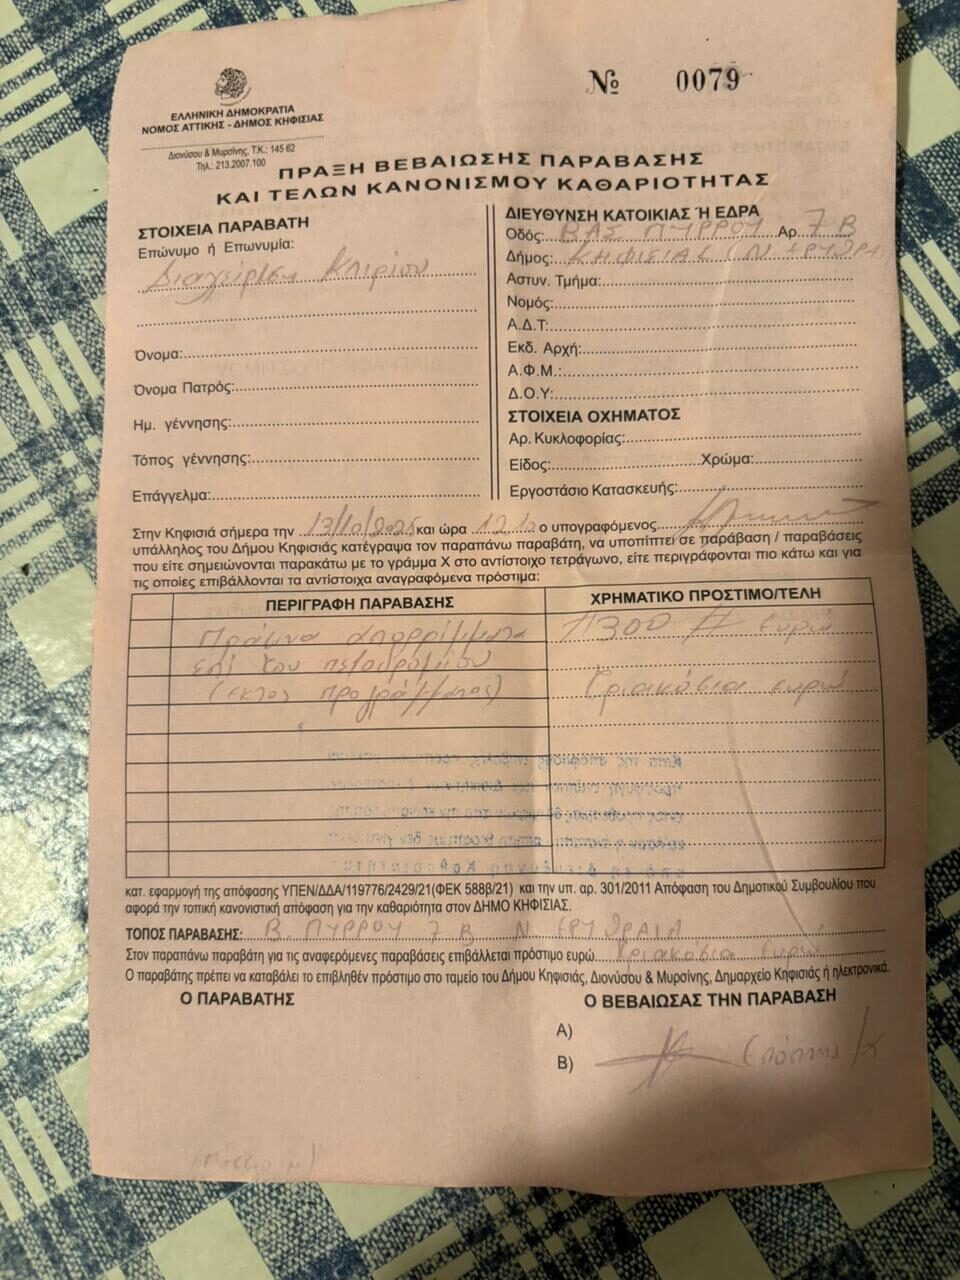 № 0079
ΕΛΛΗΝΙΚΗ ΔΗΜΟΚΡΑΤΙΑ
ΝΟΜΟΣ ΑΤΤΙΚΗΣ - ΔΗΜΟΣ ΚΗΦΙΣΙΑΣ
Διονύσου & Μυρσίνης, Τ.Κ.: 145 62
Τηλ.: 213.2007.100
ΠΡΑΞΗ ΒΕΒΑΙΩΣΗΣ ΠΑΡΑΒΑΣΗΣ
ΚΑΙ ΤΕΛΩΝ ΚΑΝΟΝΙΣΜΟΥ ΚΑΘΑΡΙΟΤΗΤΑΣ
ΣΤΟΙΧΕΙΑ ΠΑΡΑΒΑΤΗ
Επώνυμο ή Επωνυμία:
Διαχείριση Κτιρίου
Όνομα:
Όνομα Πατρός:
Ημ. γέννησης:
Τόπος γέννησης:
Επάγγελμα:
ΔΙΕΥΘΥΝΣΗ ΚΑΤΟΙΚΙΑΣ Ή ΕΔΡΑ
Οδός: ΒΑΣ ΠΥΡΡΟΥ Αρ. 7 Β
Δήμος: ΚΗΦΙΣΙΑΣ (Ν ΕΡΥΘΡΑ
Αστυν. Τμήμα:
Νομός:
Α.Δ.Τ:
Εκδ. Αρχή:
Α.Φ.Μ.:
Δ.Ο.Υ:
ΣΤΟΙΧΕΙΑ ΟΧΗΜΑΤΟΣ
Αρ. Κυκλοφορίας:
Είδος: Χρώμα:
Εργοστάσιο Κατασκευής:
Στην Κηφισιά σήμερα την 13/10/2025 και ώρα 12 12 ο υπογραφόμενος
υπάλληλος του Δήμου Κηφισιάς κατέγραψα τον παραπάνω παραβάτη, να υποπίπτει σε παράβαση / παραβάσεις
που είτε σημειώνονται παρακάτω με το γράμμα Χ στο αντίστοιχο τετράγωνο, είτε περιγράφονται πιο κάτω και για
τις οποίες επιβάλλονται τα αντίστοιχα αναγραφόμενα πρόστιμα:
ΠΕΡΙΓΡΑΦΗ ΠΑΡΑΒΑΣΗΣ ΧΡΗΜΑΤΙΚΟ ΠΡΟΣΤΙΜΟ/ΤΕΛΗ
Πράσινα απορρίμματα #300 # ευρώ
επί του πεζοδρομίου
(εκτός προγράμματος) Τριακόσια ευρώ
κατ. εφαρμογή της απόφασης ΥΠΕΝ/ΔΔΑ/119776/2429/21(ΦΕΚ 588β/21) και την υπ. αρ. 301/2011 Απόφαση του Δημοτικού Συμβουλίου που
αφορά την τοπική κανονιστική απόφαση για την καθαριότητα στον ΔΗΜΟ ΚΗΦΙΣΙΑΣ.
ΤΟΠΟΣ ΠΑΡΑΒΑΣΗΣ: Β. ΠΥΡΡΟΥ 7 Β Ν. ΕΡΥΘΡΑΙΑ
Στον παραπάνω παραβάτη για τις αναφερόμενες παραβάσεις επιβάλλεται πρόστιμο ευρώ Τριακόσια ευρώ
Ο παραβάτης πρέπει να καταβάλει το επιβληθέν πρόστιμο στο ταμείο του Δήμου Κηφισιάς, Διονύσου & Μυρσίνης, Δημαρχείο Κηφισιάς ή ηλεκτρονικά.
Ο ΠΑΡΑΒΑΤΗΣ Ο ΒΕΒΑΙΩΣΑΣ ΤΗΝ ΠΑΡΑΒΑΣΗ
Α)
Β) Επόπτης